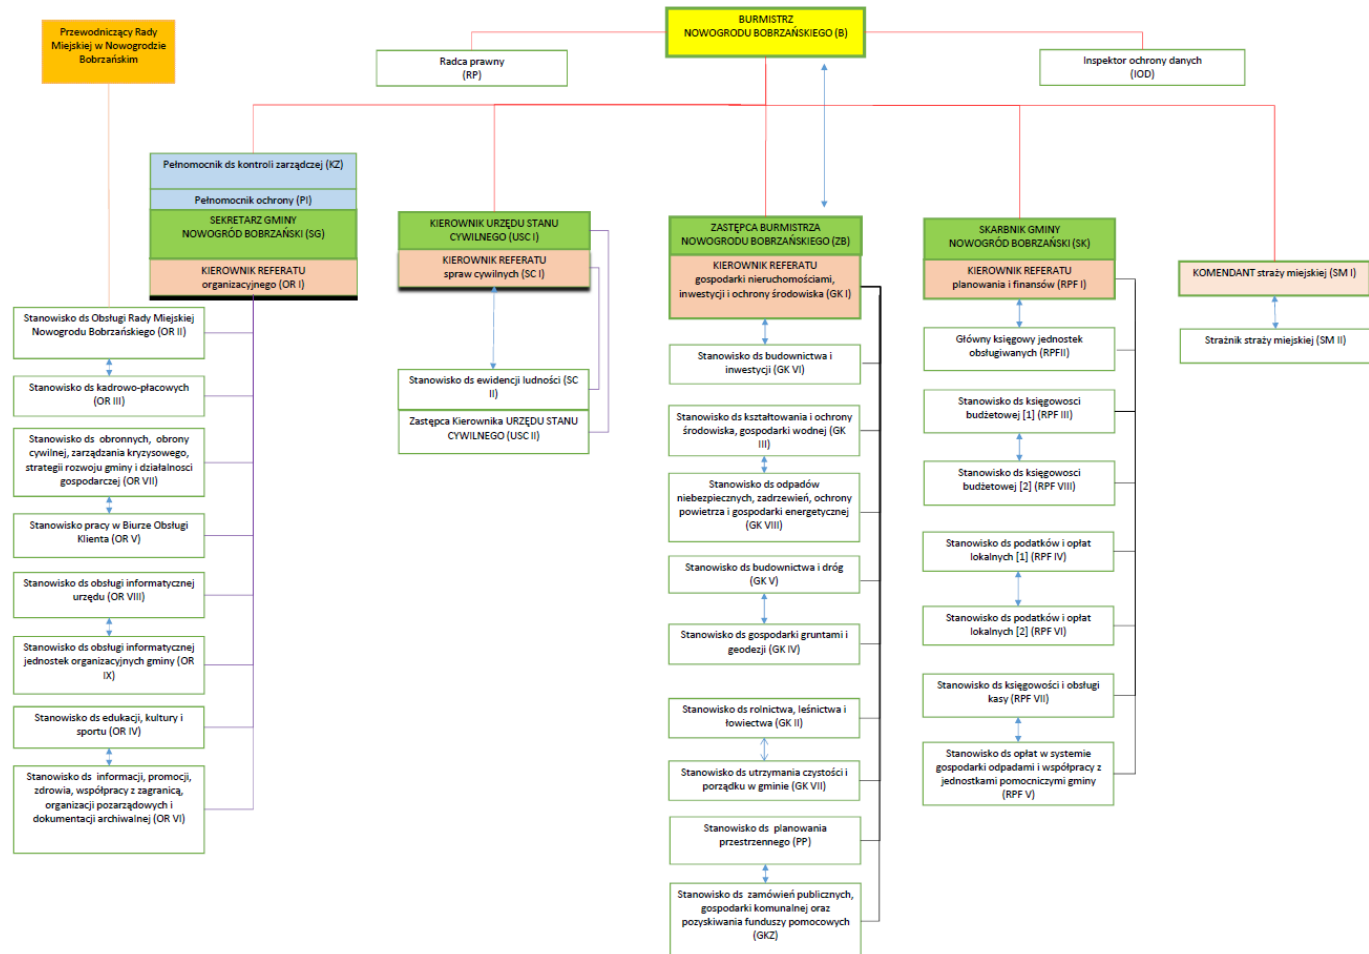 Przewodniczący Rady
Miejskiej w Nowogrodzie
Bobrzańskim
BURMISTRZ
NOWOGRODU BOBRZAŃSKIEGO (B)
Radca prawny
(RP)
Inspektor ochrony danych
(IOD)
Pełnomocnik ds kontroli zarządczej (KZ)
Pełnomocnik ochrony (PI)
SEKRETARZ GMINY
NOWOGRÓD BOBRZAŃSKI (SG)
KIEROWNIK REFERATU
organizacyjnego (OR I)
Stanowisko ds Obsługi Rady Miejskiej
Nowogrodu Bobrzańskiego (OR II)
Stanowisko ds kadrowo-płacowych
(OR III)
Stanowisko ds obronnych, obrony
cywilnej, zarządzania kryzysowego,
strategii rozwoju gminy i działalnosci
gospodarczej (OR VII)
Stanowisko pracy w Biurze Obsługi
Klienta (OR V)
Stanowisko ds obsługi informatycznej
urzędu (OR VIII)
Stanowisko ds obsługi informatycznej
jednostek organizacyjnych gminy (OR
IX)
Stanowisko ds edukacji, kultury i
sportu (OR IV)
Stanowisko ds informacji, promocji,
zdrowia, współpracy z zagranicą,
organizacji pozarządowych i
dokumentacji archiwalnej (OR VI)
KIEROWNIK URZĘDU STANU
CYWILNEGO (USC I)
KIEROWNIK REFERATU
spraw cywilnych (SC I)
Stanowisko ds ewidencji ludności (SC
II)
Zastępca Kierownika URZĘDU STANU
CYWILNEGO (USC II)
ZASTĘPCA BURMISTRZA
NOWOGRODU BOBRZAŃSKIEGO (ZB)
KIEROWNIK REFERATU
gospodarki nieruchomościami,
inwestycji i ochrony środowiska (GK I)
Stanowisko ds budownictwa i
inwestycji (GK VI)
Stanowisko ds kształtowania i ochrony
środowiska, gospodarki wodnej (GK
III)
Stanowisko ds odpadów
niebezpiecznych, zadrzewień, ochrony
powietrza i gospodarki energetycznej
(GK VIII)
Stanowisko ds budownictwa i dróg
(GK V)
Stanowisko ds gospodarki gruntami i
geodezji (GK IV)
Stanowisko ds rolnictwa, leśnictwa i
łowiectwa (GK II)
Stanowisko ds utrzymania czystości i
porządku w gminie (GK VII)
Stanowisko ds planowania
przestrzennego (PP)
Stanowisko ds zamówień publicznych,
gospodarki komunalnej oraz
pozyskiwania funduszy pomocowych
(GKZ)
SKARBNIK GMINY
NOWOGRÓD BOBRZAŃSKI (SK)
KIEROWNIK REFERATU
planowania i finansów (RPF I)
Główny księgowy jednostek
obsługiwanych (RPFII)
Stanowisko ds księgowosci
budżetowej [1] (RPF III)
Stanowisko ds księgowosci
budżetowej [2] (RPF VIII)
Stanowisko ds podatków i opłat
lokalnych [1] (RPF IV)
Stanowisko ds podatków i opłat
lokalnych [2] (RPF VI)
Stanowisko ds księgowości i obsługi
kasy (RPF VII)
Stanowisko ds opłat w systemie
gospodarki odpadami i współpracy z
jednostkami pomocniczymi gminy
(RPF V)
KOMENDANT straży miejskiej (SM I)
Strażnik straży miejskiej (SM II)